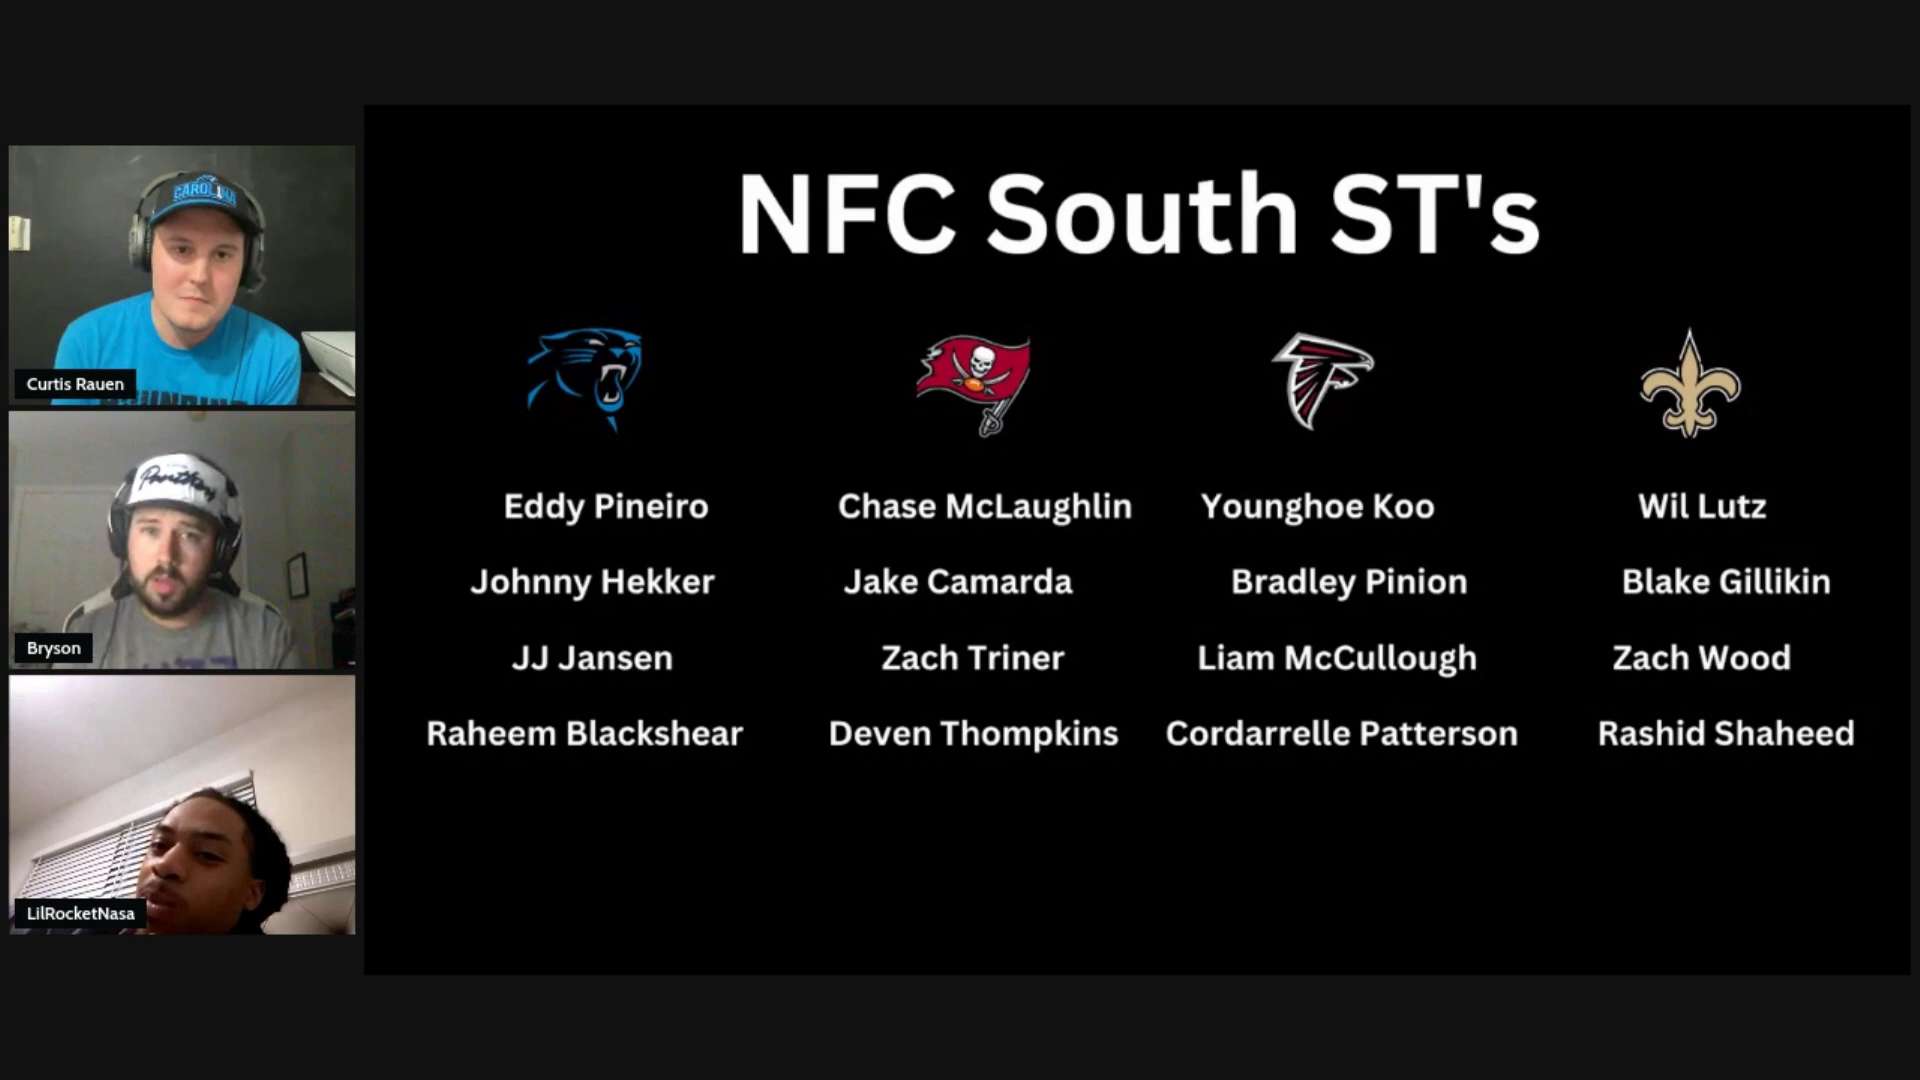 NFC South ST's
Eddy Pineiro
Chase McLaughlin
Younghoe Koo
Wil Lutz
Johnny Hekker
Jake Camarda
Bradley Pinion
Blake Gillikin
JJ Jansen
Zach Triner
Liam McCullough
Zach Wood
Raheem Blackshear
Deven Thompkins
Cordarrelle Patterson
Rashid Shaheed
CAROLINA
Curtis Rauen
Panthers
Bryson
LilRocketNasa